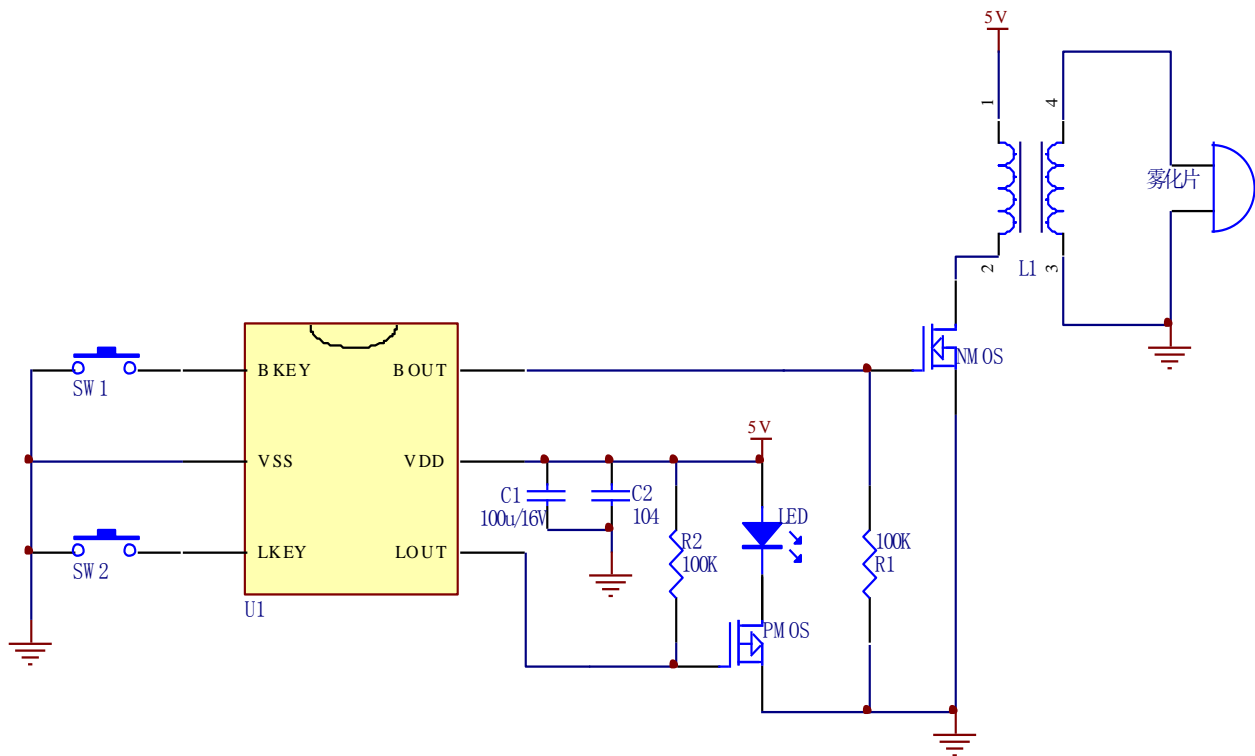 5V
1
4
雾化片
2
L1
3
NMOS
BKEY
BOUT
SW1
5V
VSS
VDD
C1
100u/16V
C2
104
LED
R2
100K
100K
R1
LKEY
LOUT
SW2
U1
PMOS